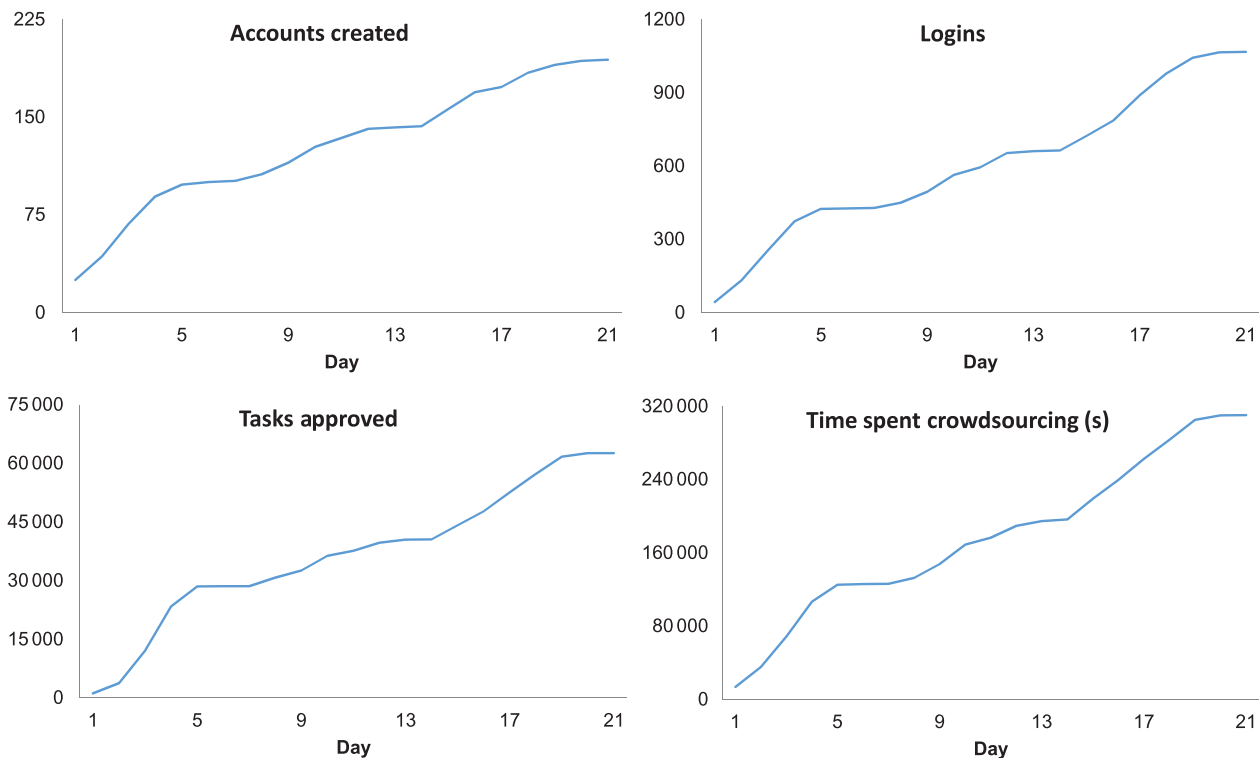 Accounts created
225
150
75
0
1 5 9 13 17 21
Day
Logins
1200
900
600
300
0
1 5 9 13 17 21
Day
Tasks approved
75 000
60 000
45 000
30 000
15 000
0
1 5 9 13 17 21
Day
Time spent crowdsourcing (s)
320 000
240 000
160 000
80 000
0
1 5 9 13 17 21
Day